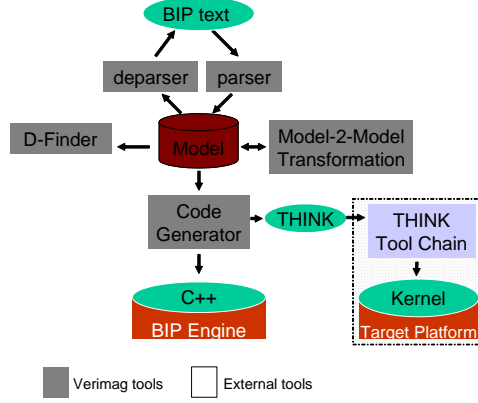 BIP text
deparser
parser
D-Finder
Model
Model-2-Model
Transformation
Code
Generator
THINK
THINK
Tool Chain
C++
BIP Engine
Kernel
Target Platform
Verimag tools
External tools